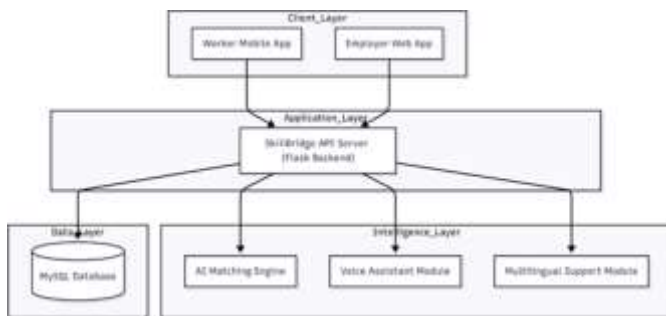 Client_Layer
Worker Mobile App
Employer Web App
Application_Layer
SkillBridge API Server
(Flask Backend)
Data_Layer
MySQL Database
Intelligence_Layer
AI Matching Engine
Voice Assistant Module
Multilingual Support Module